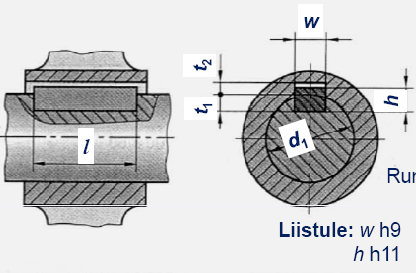 w
t₂
t₁
h
l
d₁
Run
Liistule: w h9
h h11